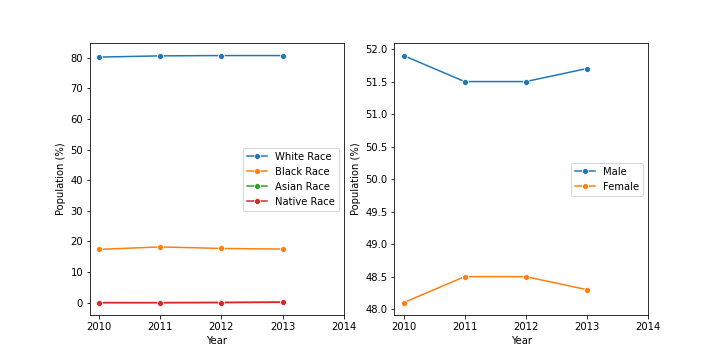 80
70
60
50
40
30
20
10
0
Population (%)
2010 2011 2012 2013 2014
Year
White Race
Black Race
Asian Race
Native Race
52.0
51.5
51.0
50.5
50.0
49.5
49.0
48.5
48.0
Population (%)
2010 2011 2012 2013 2014
Year
Male
Female